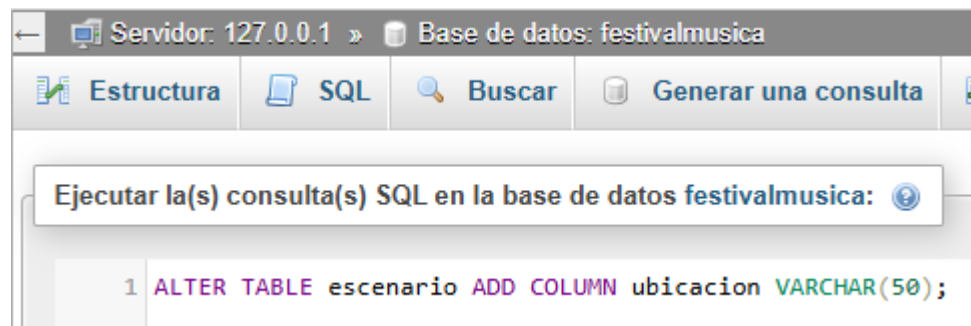 ← Servidor: 127.0.0.1 » Base de datos: festivalmusica
Estructura SQL Buscar Generar una consulta
Ejecutar la(s) consulta(s) SQL en la base de datos festivalmusica:
1 ALTER TABLE escenario ADD COLUMN ubicacion VARCHAR(50);